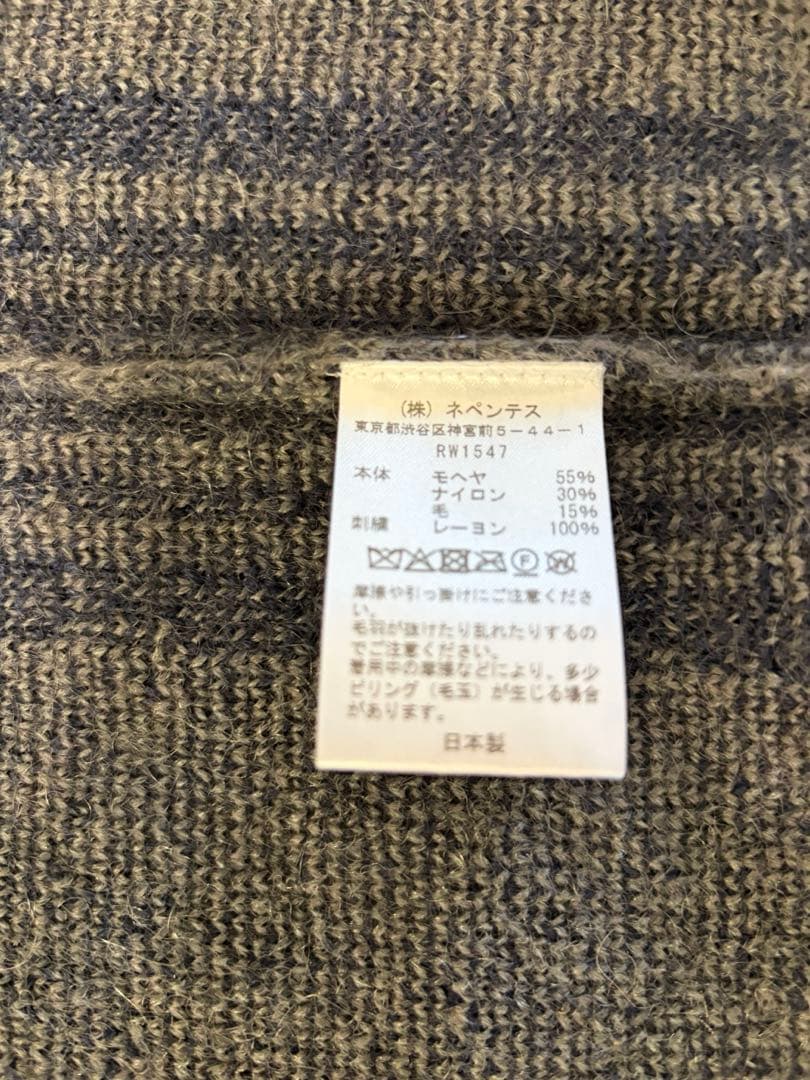 （株）ネペンテス
東京都渋谷区神宮前５－４４－１
RW1547
本体 モヘヤ 55%
ナイロン 30%
毛 15%
刺繍 レーヨン 100%
F W
摩擦や引っ掛けにご注意くださ
い。
毛羽が抜けたり乱れたりするの
でご注意ください。
着用中の摩擦などにより、多少
ピリング（毛玉）が生じる場合
があります。
日本製